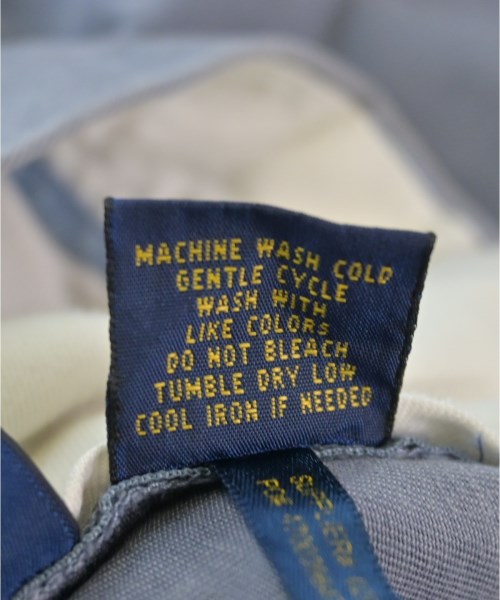 MACHINE WASH COLD
GENTLE CYCLE
WASH WITH
LIKE COLORS
DO NOT BLEACH
TUMBLE DRY LOW
COOL IRON IF NEEDED